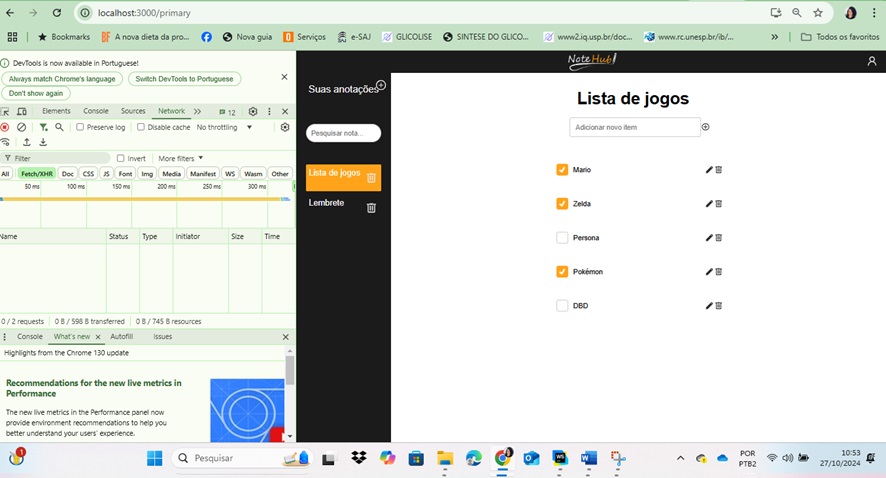 localhost:3000/primary
Bookmarks
A nova dieta da pro...
Nova guia
Serviços
e-SAJ
GLICOLISE
SINTESE DO GLICO...
www2.iq.usp.br/doc...
www.rc.unesp.br/ib/...
»
Todos os favoritos
DevTools is now available in Portuguese!
Always match Chrome's language
Switch DevTools to Portuguese
Don't show again
Elements
Console
Sources
Network
»
12
Preserve log
Disable cache
No throttling
Filter
Invert
More filters
All
Fetch/XHR
Doc
CSS
JS
Font
Img
Media
Manifest
WS
Wasm
Other
50 ms
100 ms
150 ms
200 ms
250 ms
300 ms
Name
Status
Type
Initiator
Size
Time
0 / 2 requests
0 B / 598 B transferred
0 B / 745 B resources
Console
What's new
Autofill
Issues
Highlights from the Chrome 130 update
Recommendations for the new live metrics in
Performance
The new live metrics in the Performance panel now
provide environment recommendations to help you
better understand your users' experience.
NoteHub!
Suas anotações
Pesquisar nota...
Lista de jogos
Lembrete
Lista de jogos
Adicionar novo item
Mario
Zelda
Persona
Pokémon
DBD
1
Pesquisar
POR
PTB2
10:53
27/10/2024